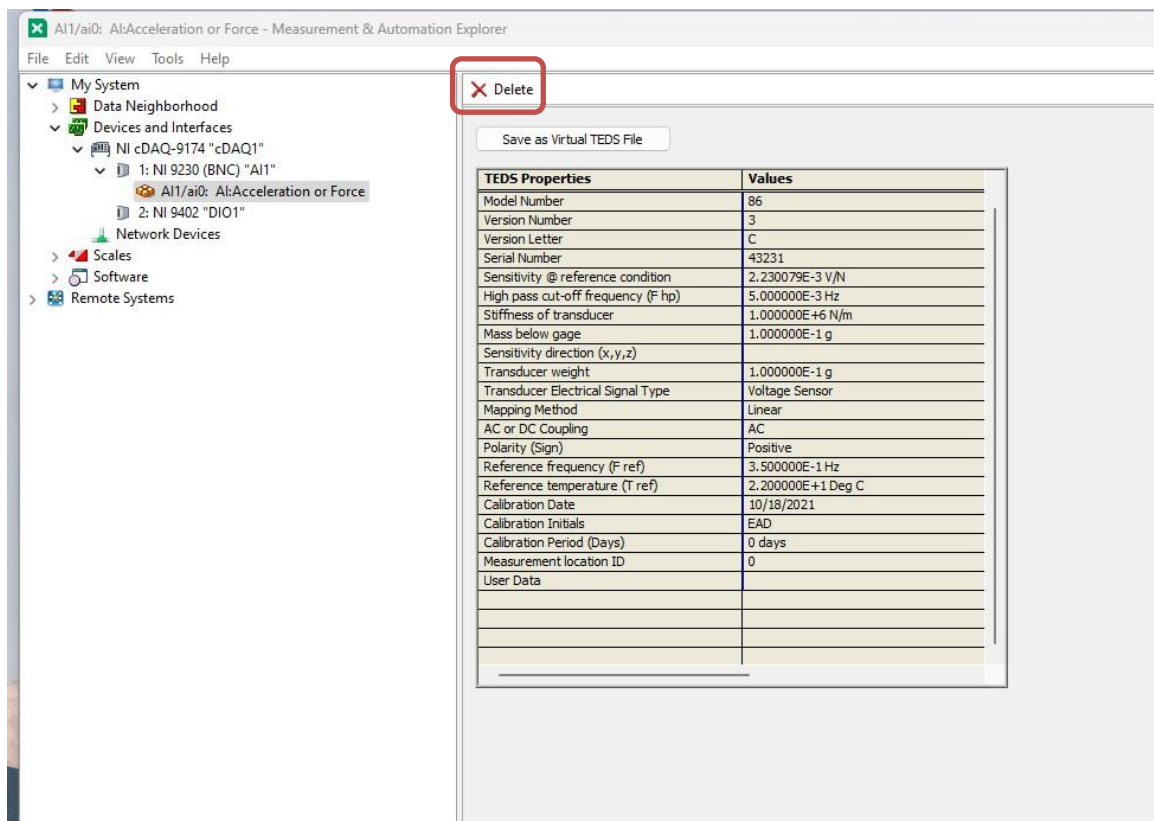 AI1/ai0: AI:Acceleration or Force - Measurement & Automation Explorer
File Edit View Tools Help
My System
Data Neighborhood
Devices and Interfaces
NI cDAQ-9174 "cDAQ1"
1: NI 9230 (BNC) "AI1"
AI1/ai0: AI:Acceleration or Force
2: NI 9402 "DIO1"
Network Devices
Scales
Software
Remote Systems
Delete
Save as Virtual TEDS File
TEDS Properties Values
Model Number 86
Version Number 3
Version Letter C
Serial Number 43231
Sensitivity @ reference condition 2.230079E-3 V/N
High pass cut-off frequency (F hp) 5.000000E-3 Hz
Stiffness of transducer 1.000000E+6 N/m
Mass below gage 1.000000E-1 g
Sensitivity direction (x,y,z)
Transducer weight 1.000000E-1 g
Transducer Electrical Signal Type Voltage Sensor
Mapping Method Linear
AC or DC Coupling AC
Polarity (Sign) Positive
Reference frequency (F ref) 3.500000E-1 Hz
Reference temperature (T ref) 2.200000E+1 Deg C
Calibration Date 10/18/2021
Calibration Initials EAD
Calibration Period (Days) 0 days
Measurement location ID 0
User Data